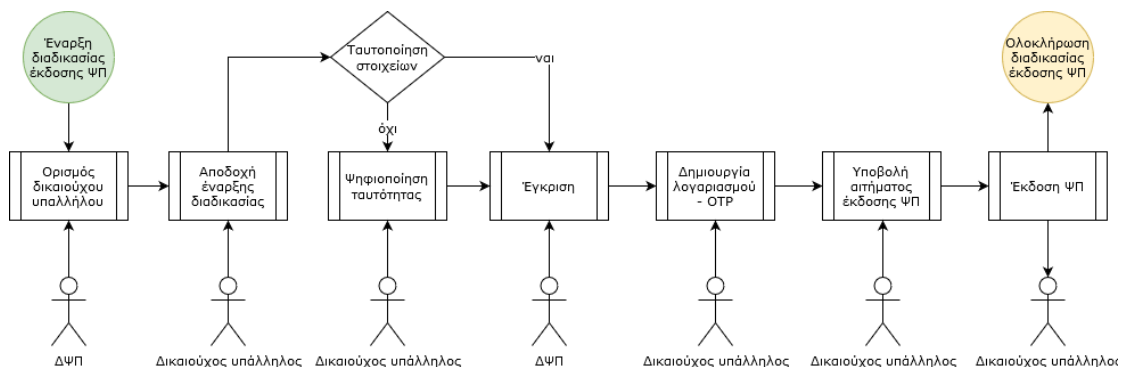 Έναρξη
διαδικασίας
έκδοσης ΨΠ
Ταυτοποίηση
στοιχείων
ναι
όχι
Ολοκλήρωση
διαδικασίας
έκδοσης ΨΠ
Ορισμός
δικαιούχου
υπαλλήλου
Αποδοχή
έναρξης
διαδικασίας
Ψηφιοποίηση
ταυτότητας
Έγκριση
Δημιουργία
λογαριασμού
- OTP
Υποβολή
αιτήματος
έκδοσης ΨΠ
Έκδοση ΨΠ
ΔΨΠ
Δικαιούχος υπάλληλος
Δικαιούχος υπάλληλος
ΔΨΠ
Δικαιούχος υπάλληλος
Δικαιούχος υπάλληλος
Δικαιούχος υπάλληλος